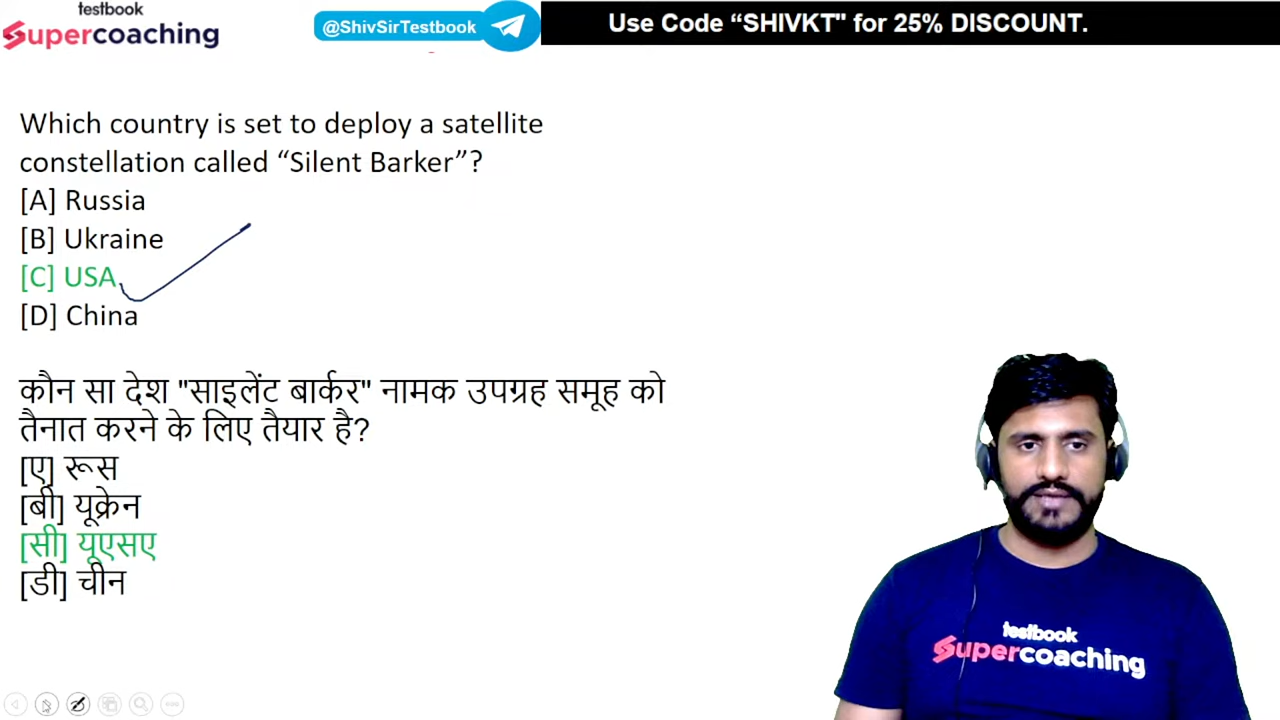 testbook
Supercoaching
@ShivSirTestbook
Use Code “SHIVKT" for 25% DISCOUNT.
Which country is set to deploy a satellite
constellation called “Silent Barker”?
[A] Russia
[B] Ukraine
[C] USA
[D] China
कौन सा देश "साइलेंट बार्कर" नामक उपग्रह समूह को
तैनात करने के लिए तैयार है?
[ए] रूस
[बी] यूक्रेन
[सी] यूएसए
[डी] चीन
testbook
Supercoaching